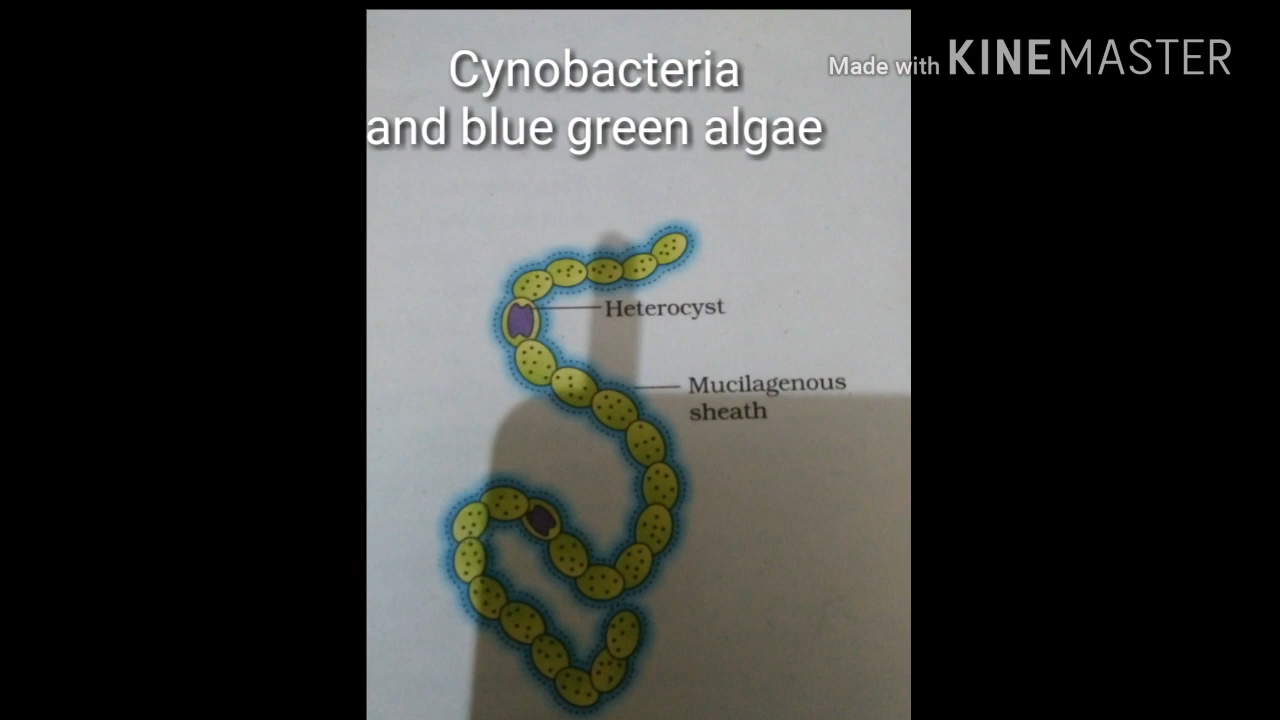 Cynobacteria
and blue green algae
Made with KINEMASTER
Heterocyst
Mucilagenous
sheath